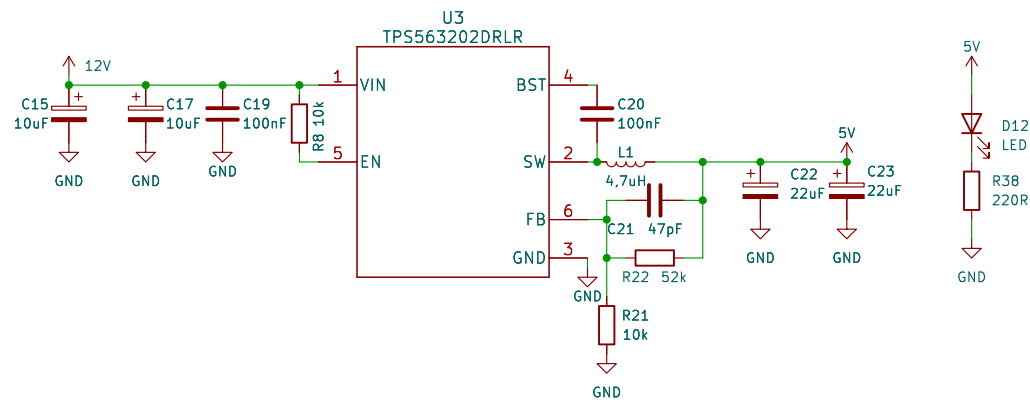 U3
TPS563202DRLR
12V
C15
10uF
GND
+
C17
10uF
GND
+
C19
100nF
GND
R8 10k
1
VIN
5
EN
BST
4
SW
2
FB
6
GND
3
C20
100nF
L1
4,7uH
C21
47pF
R22
52k
GND
R21
10k
GND
5V
+
C22
22uF
GND
+
C23
22uF
GND
5V
D12
LED
R38
220R
GND